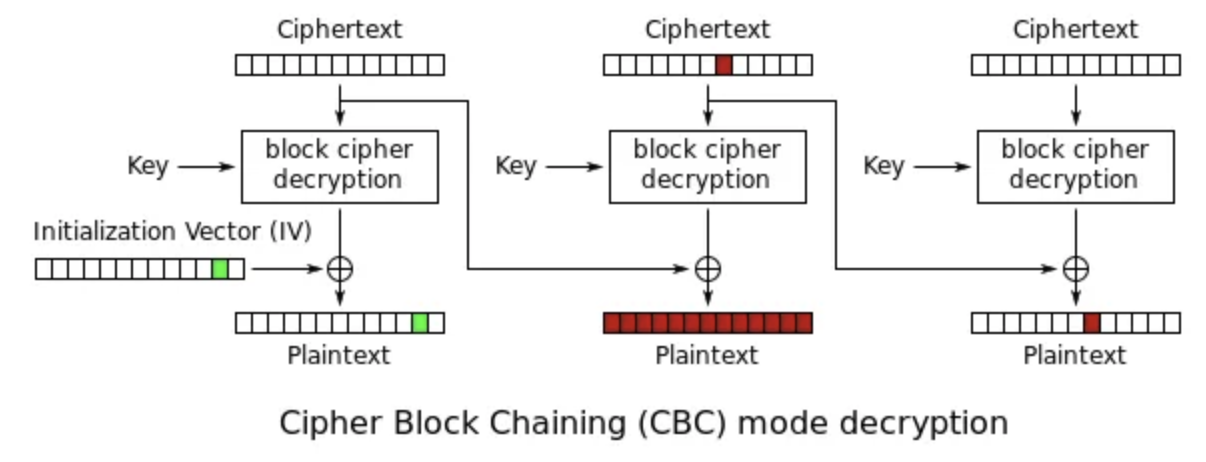 Ciphertext
Ciphertext
Ciphertext
Key
block cipher
decryption
Key
block cipher
decryption
Key
block cipher
decryption
Initialization Vector (IV)
Plaintext
Plaintext
Plaintext
Cipher Block Chaining (CBC) mode decryption